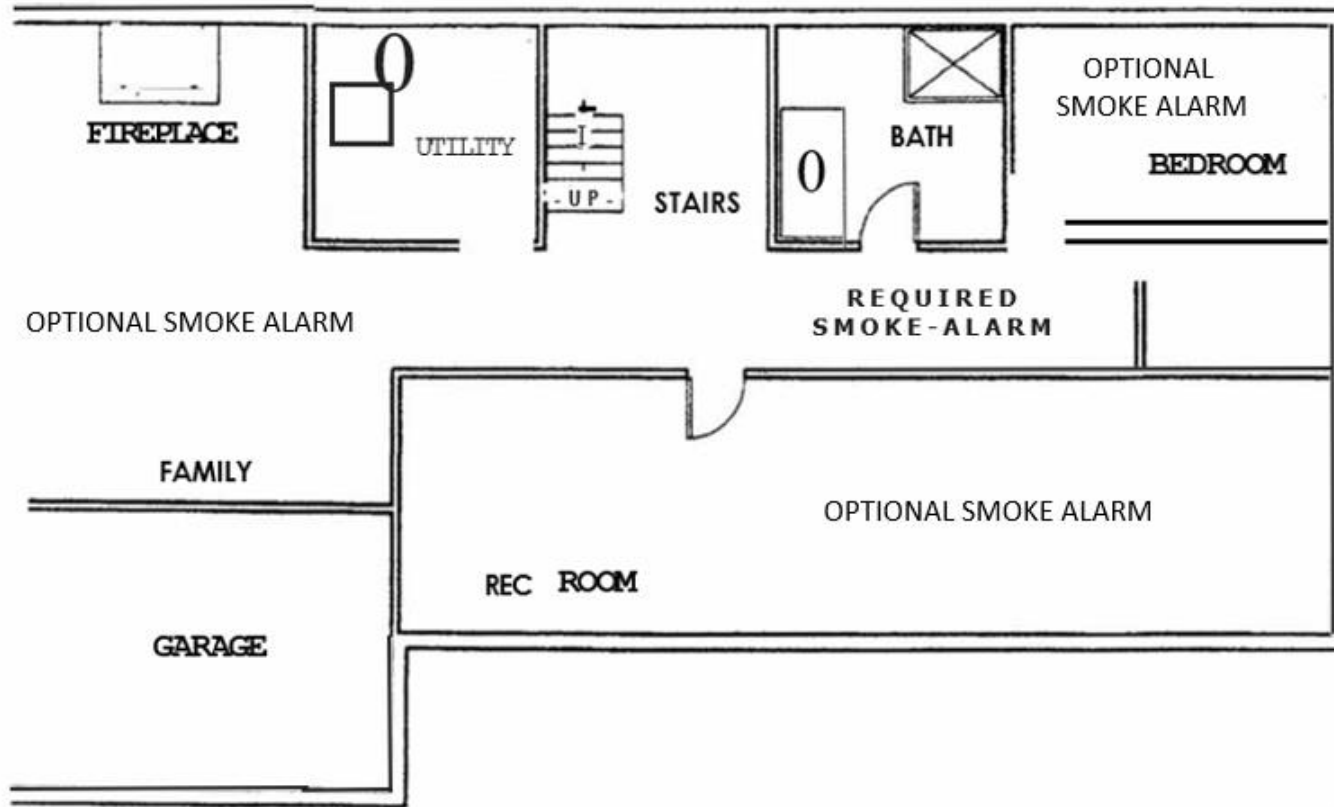 OPTIONAL
SMOKE ALARM
FIREPLACE
UTILITY
BATH
BEDROOM
- UP -
STAIRS
REQUIRED
SMOKE-ALARM
OPTIONAL SMOKE ALARM
FAMILY
OPTIONAL SMOKE ALARM
REC ROOM
GARAGE